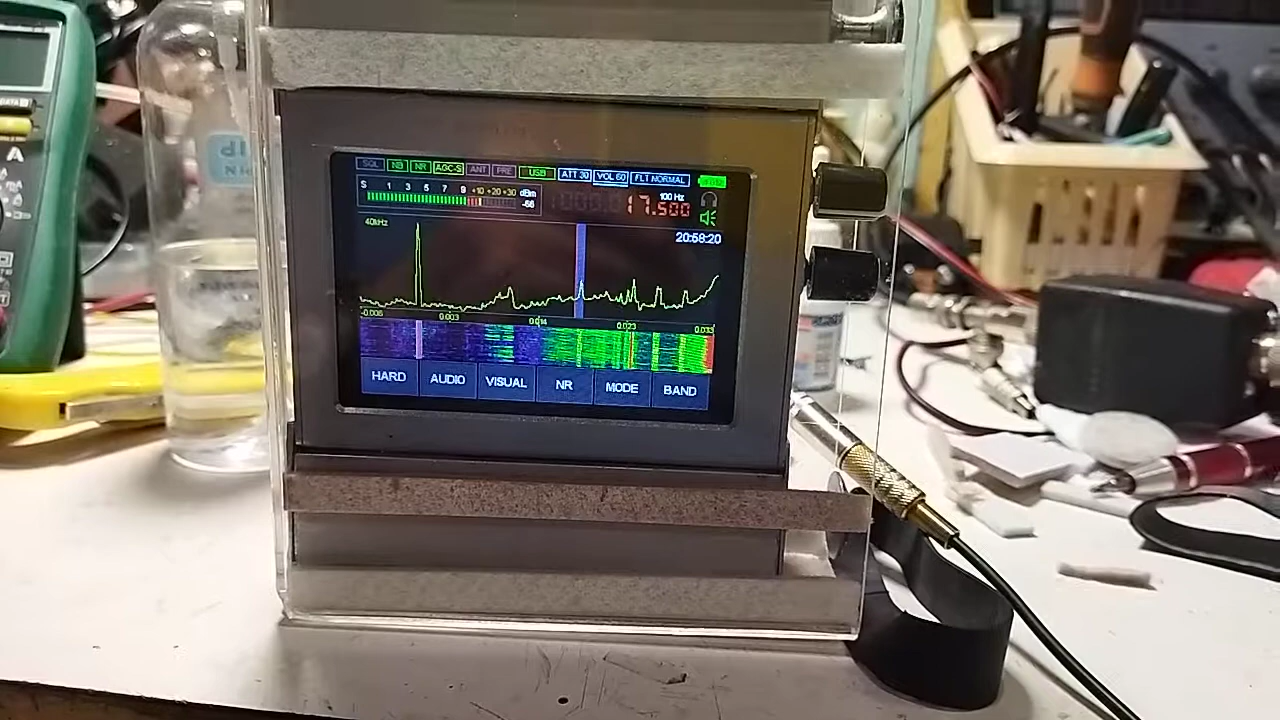 SQL NB NR AGC-S ANT PRE USB ATT 30 VOL 60 FLT NORMAL
S 1 3 5 7 9 +10 +20 +30 dBm
-56
100 Hz
17.500
40kHz
20:58:20
-0.006 0.003 0.014 0.023 0.033
HARD AUDIO VISUAL NR MODE BAND
A